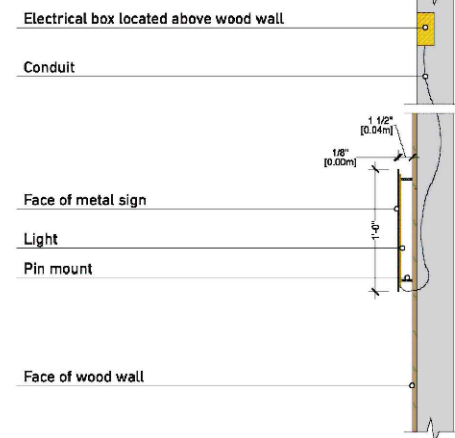 Electrical box located above wood wall
Conduit
1 1/2"
[0.04m]
1/8"
[0.00m]
Face of metal sign
1'-0"
Light
Pin mount
Face of wood wall